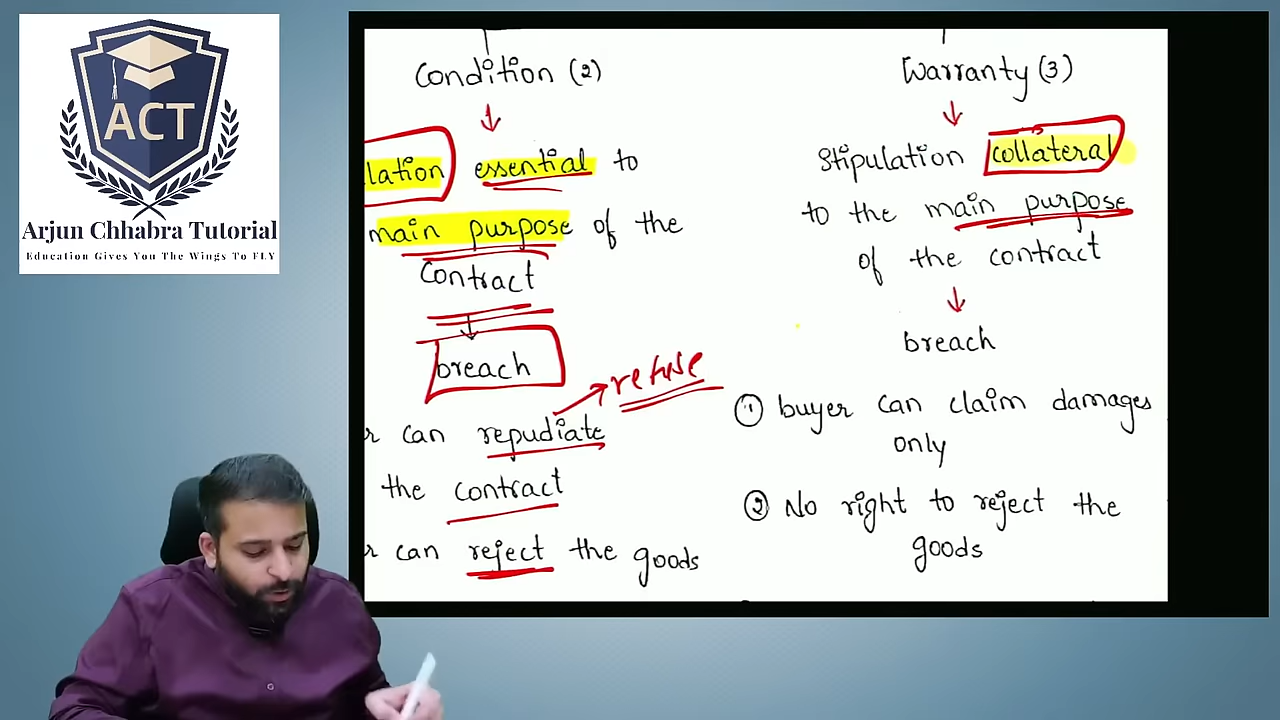 ACT
Arjun Chhabra Tutorial
Education Gives You The Wings To FLY
Condition (2)
lation essential to
main purpose of the
Contract
breach
refuse
r can repudiate
the contract
r can reject the goods
Warranty (3)
Stipulation collateral
to the main purpose
of the contract
breach
① buyer can claim damages
only
② No right to reject the
goods